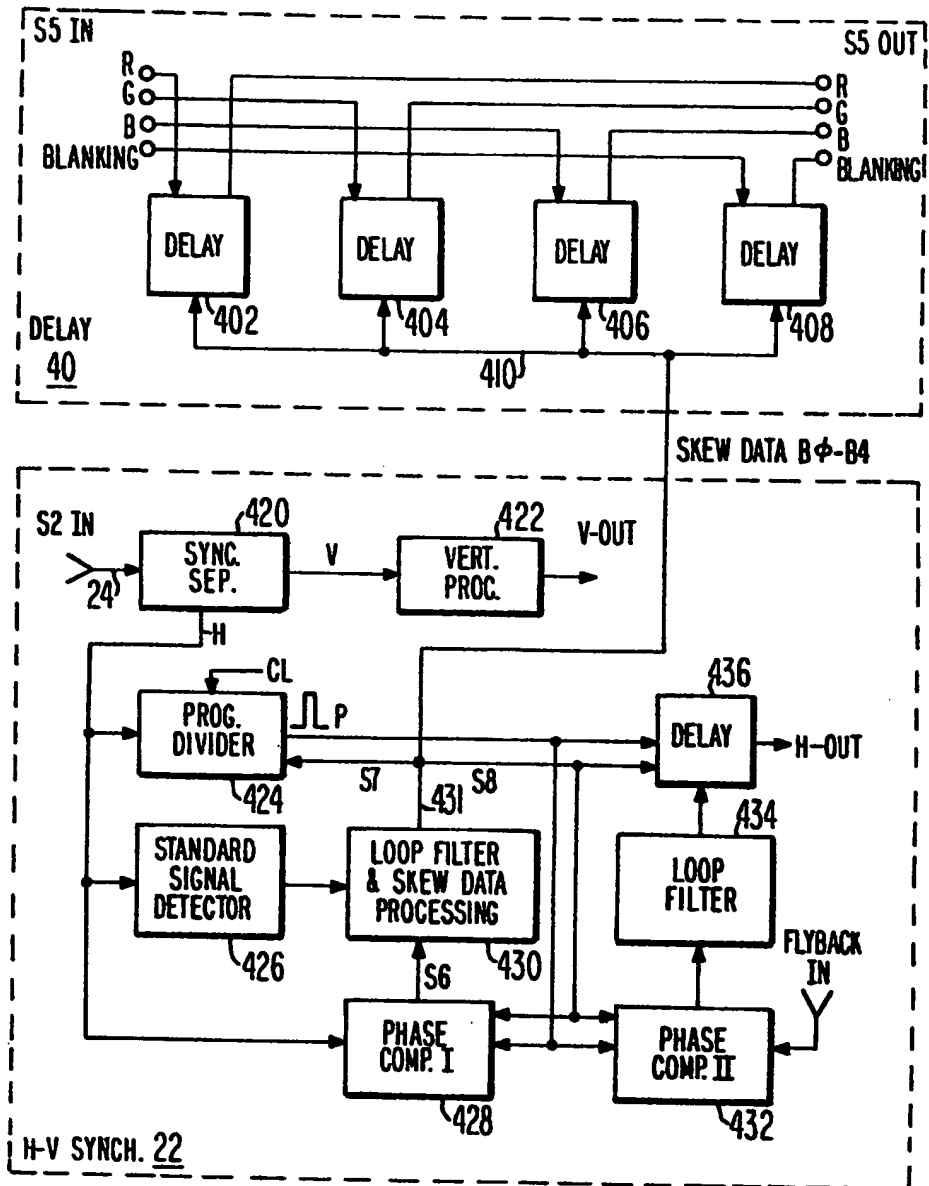 S5 IN
S5 OUT
R
G
B
BLANKING
R
G
B
BLANKING
DELAY
DELAY
DELAY
DELAY
402
404
406
408
DELAY
40
410
SKEW DATA BΦ-B4
S2 IN
24
420
SYNC.
SEP.
V
422
VERT.
PROC.
V-OUT
H
CL
PROG.
DIVIDER
P
424
S7
431
S8
436
DELAY
H-OUT
STANDARD
SIGNAL
DETECTOR
426
LOOP FILTER
& SKEW DATA
PROCESSING
430
434
LOOP
FILTER
FLYBACK
IN
S6
PHASE
COMP. I
428
PHASE
COMP. II
432
H-V SYNCH. 22